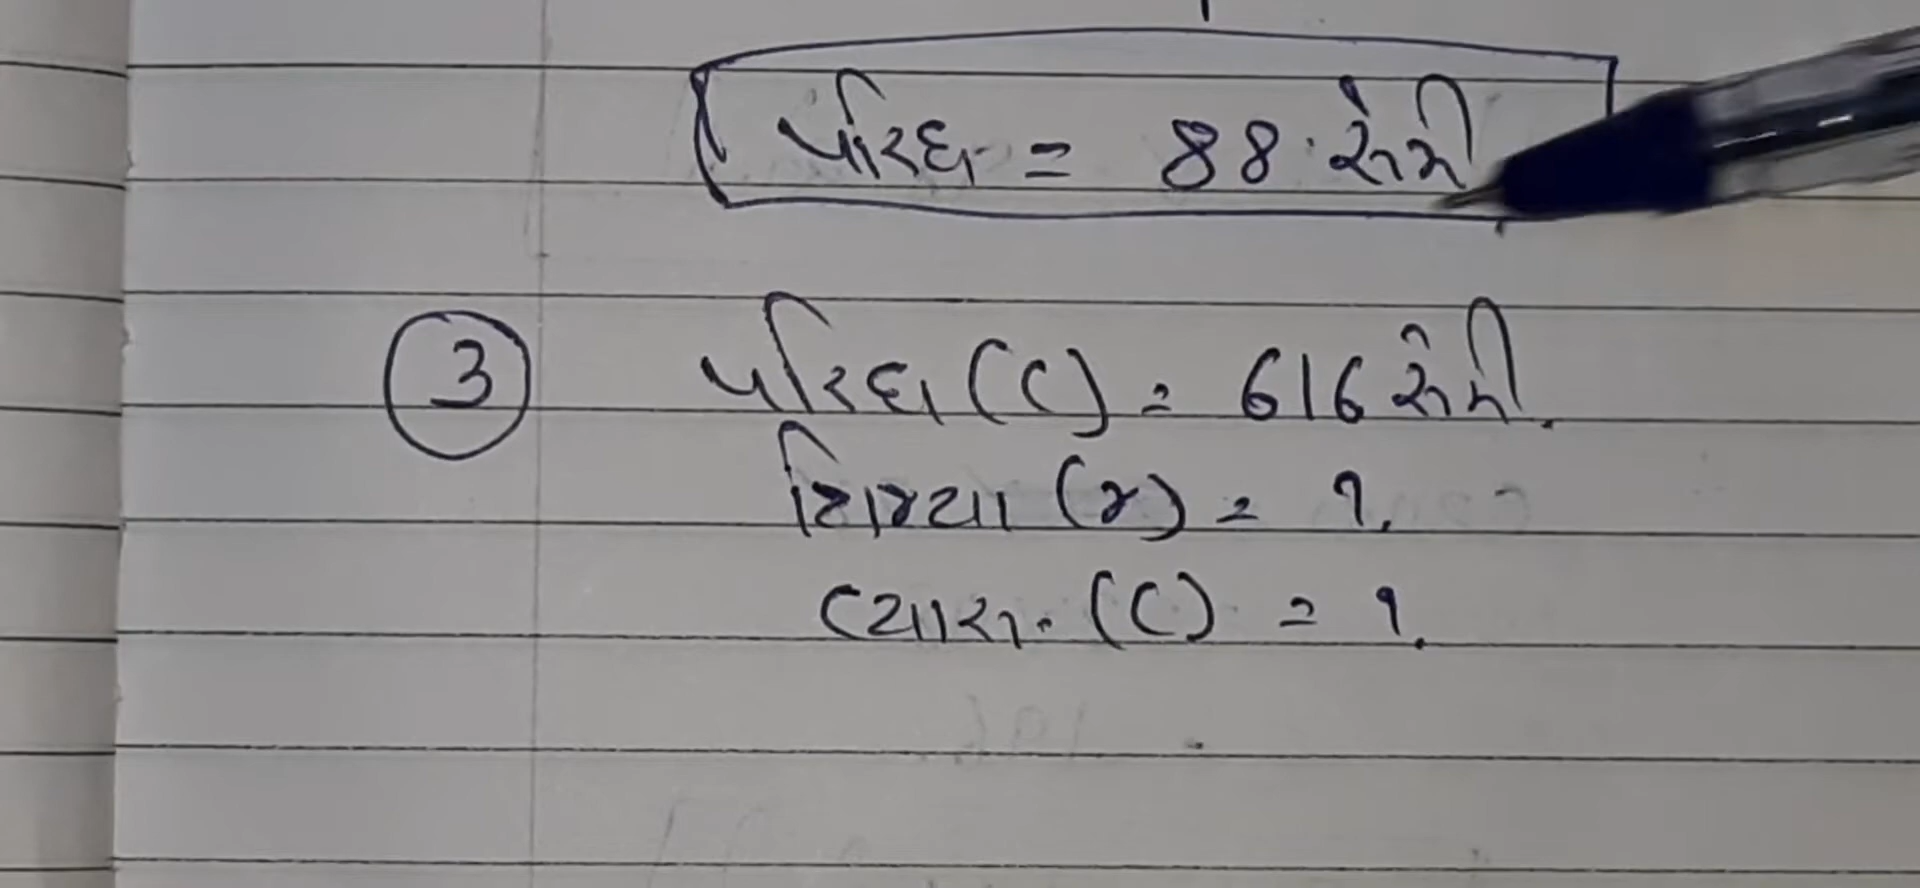 પરિઘ = 88 સેમી
3 પરિઘ (C) = 616 સેમી.
ત્રિજ્યા (r) = ?
વ્યાસ. (C) = ?